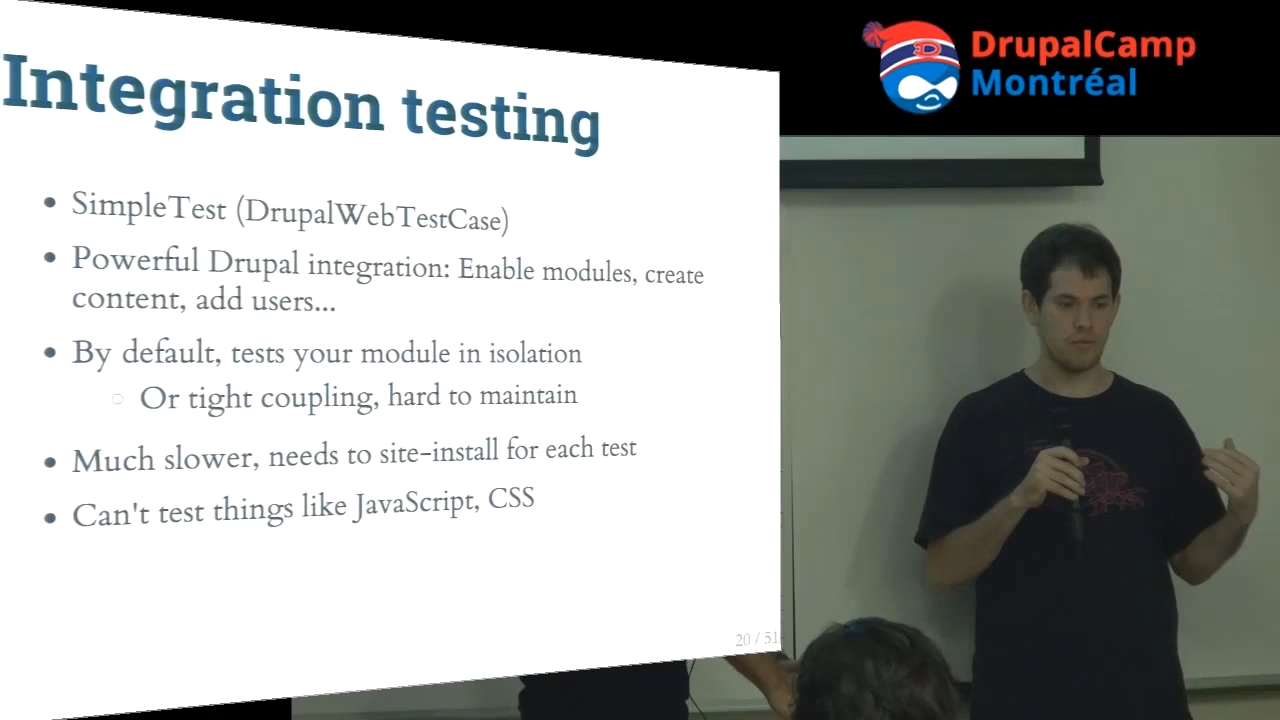 DrupalCamp
Montréal
Integration testing
SimpleTest (DrupalWebTestCase)
Powerful Drupal integration: Enable modules, create
content, add users...
By default, tests your module in isolation
Or tight coupling, hard to maintain
Much slower, needs to site-install for each test
Can't test things like JavaScript, CSS
20 / 51